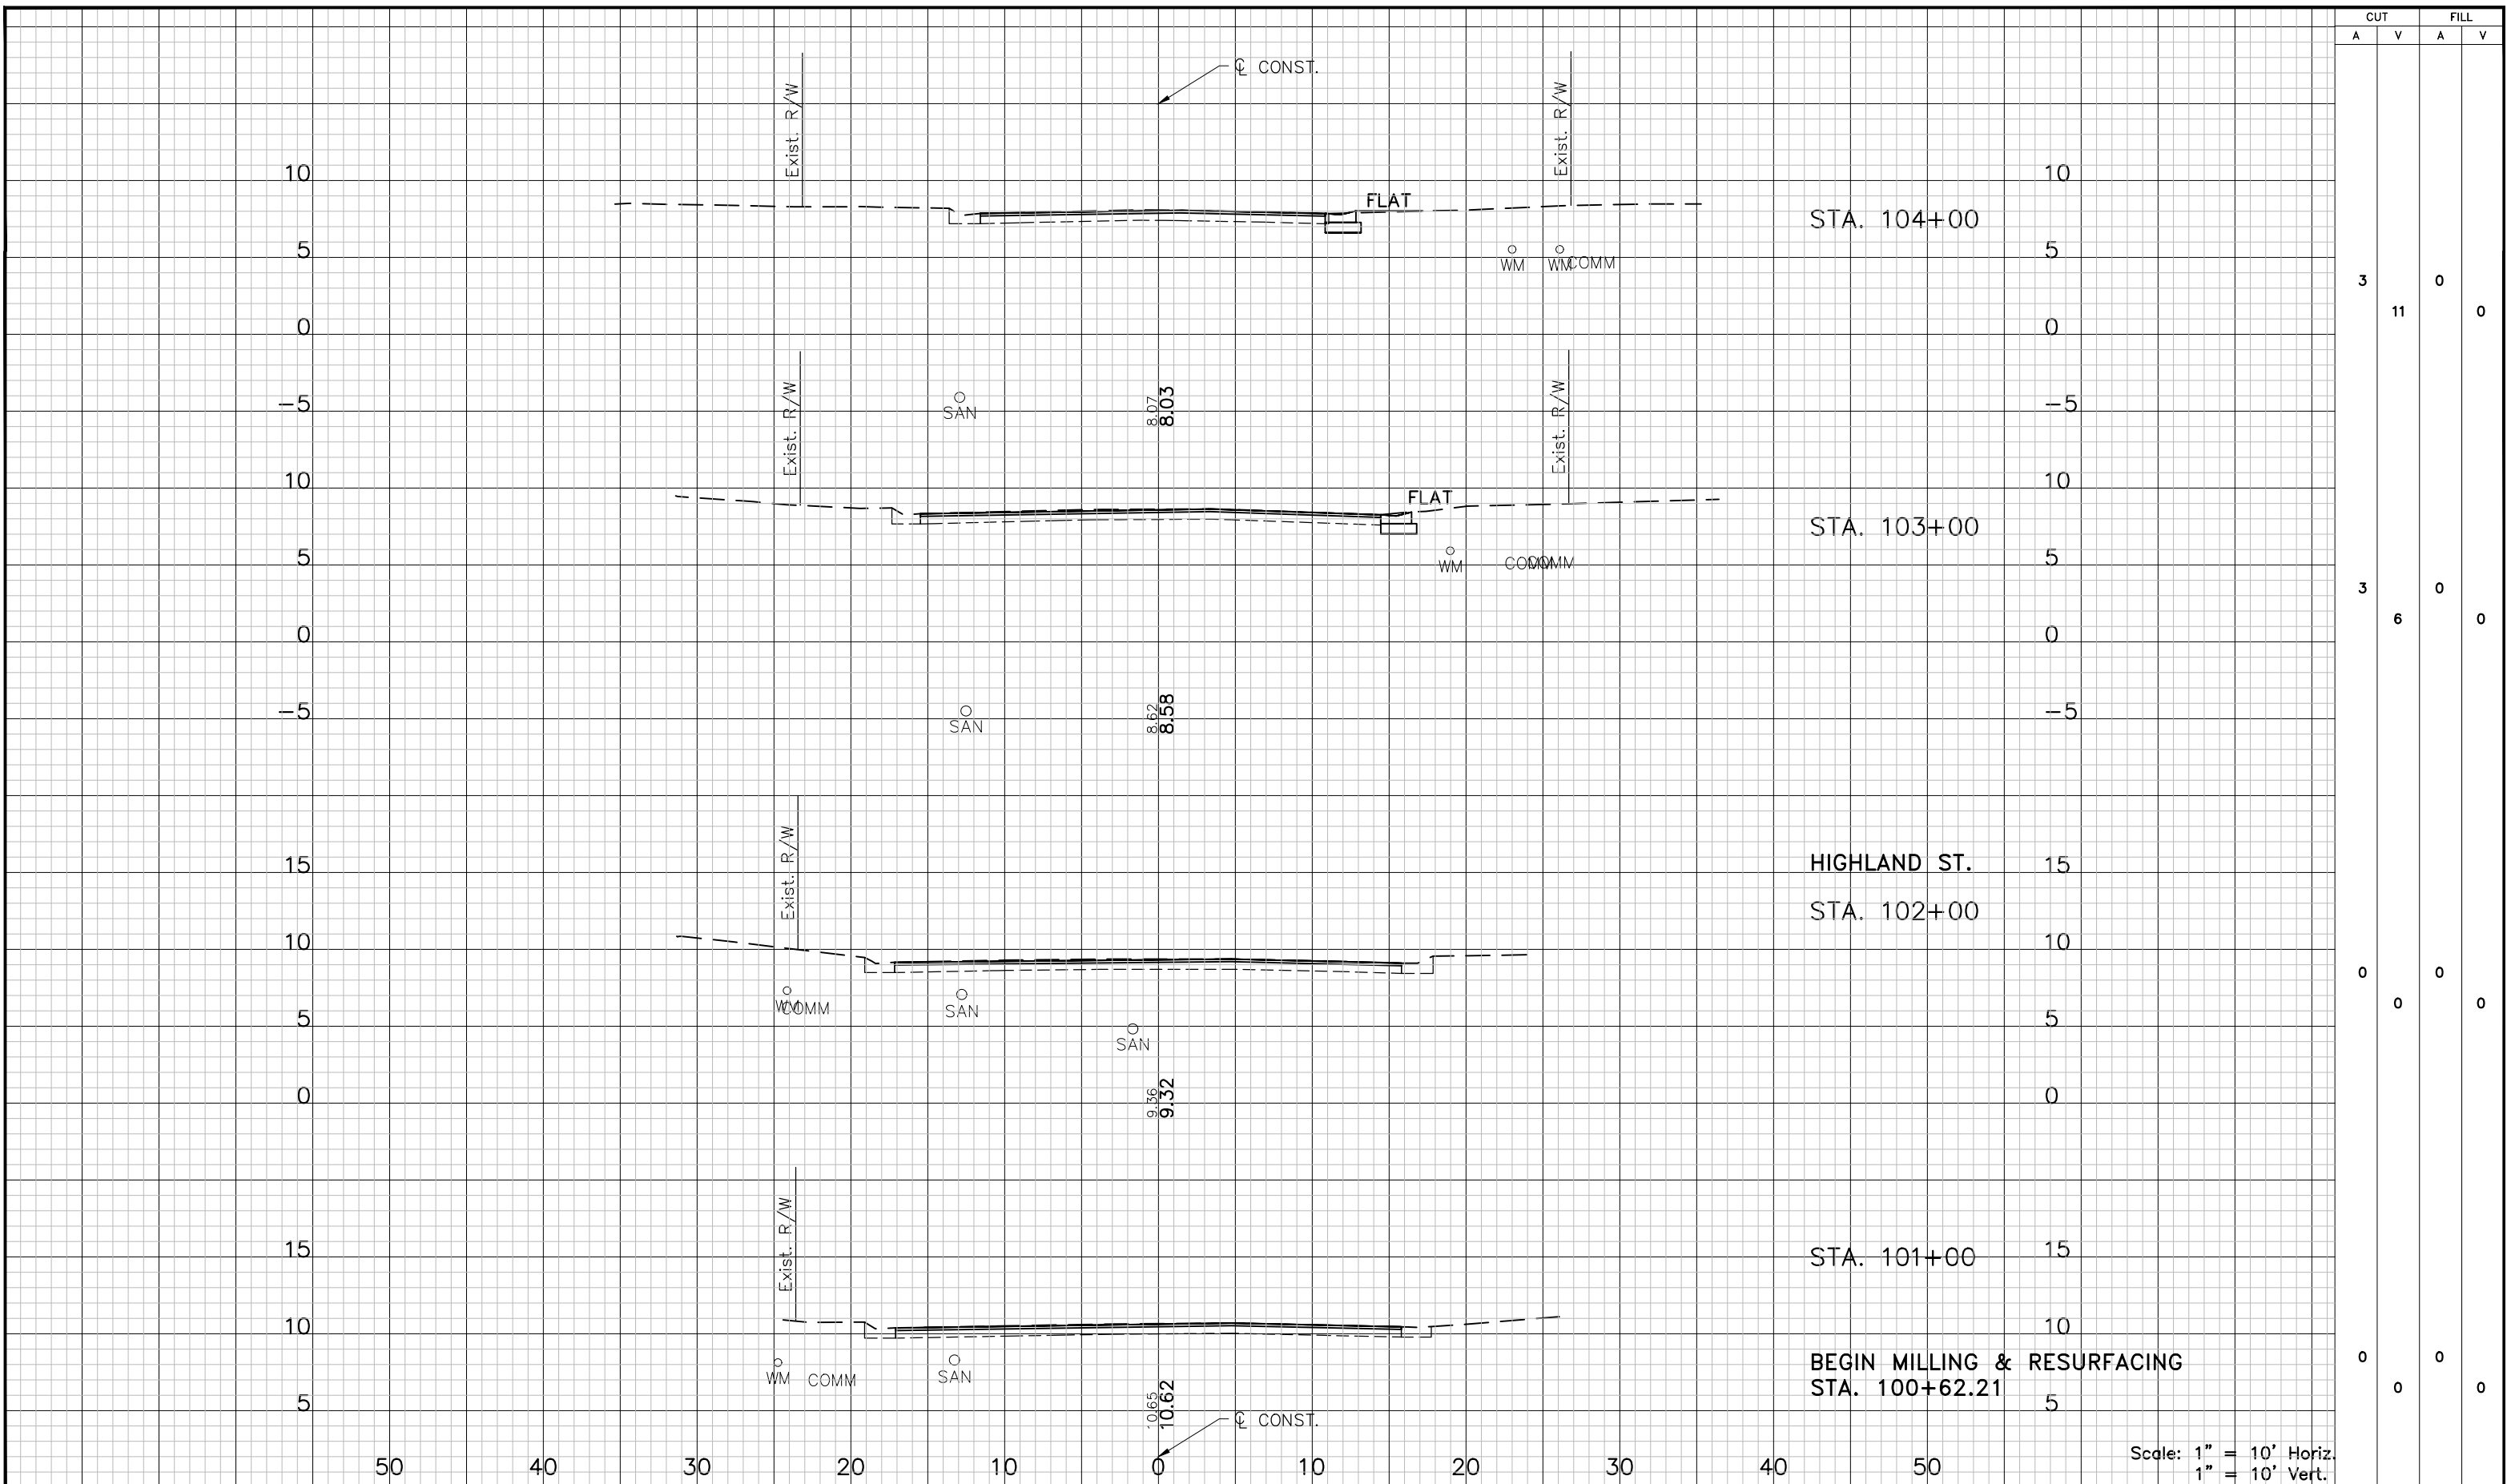 CUT FILL
A V A V
℄ CONST.
Exist. R/W Exist. R/W
10 10
FLAT
STA. 104+00
5 5
WM WM COMM
3 0
11 0
0 0
Exist. R/W Exist. R/W
-5 -5
SAN 8.07 8.03
10 10
FLAT
STA. 103+00
5 5
WM COMM COMM
3 0
6 0
0 0
-5 -5
SAN 8.62 8.58
Exist. R/W
15 HIGHLAND ST. 15
STA. 102+00
10 10
0 0
WM COMM SAN
0 0
5 5
SAN
0 9.36 9.32 0
Exist. R/W
15 STA. 101+00 15
10 10
BEGIN MILLING & RESURFACING
0 0
WM COMM SAN
STA. 100+62.21
0 0
5 10.65 10.62 5
℄ CONST.
Scale: 1" = 10' Horiz.
1" = 10' Vert.
50 40 30 20 10 0 10 20 30 40 50